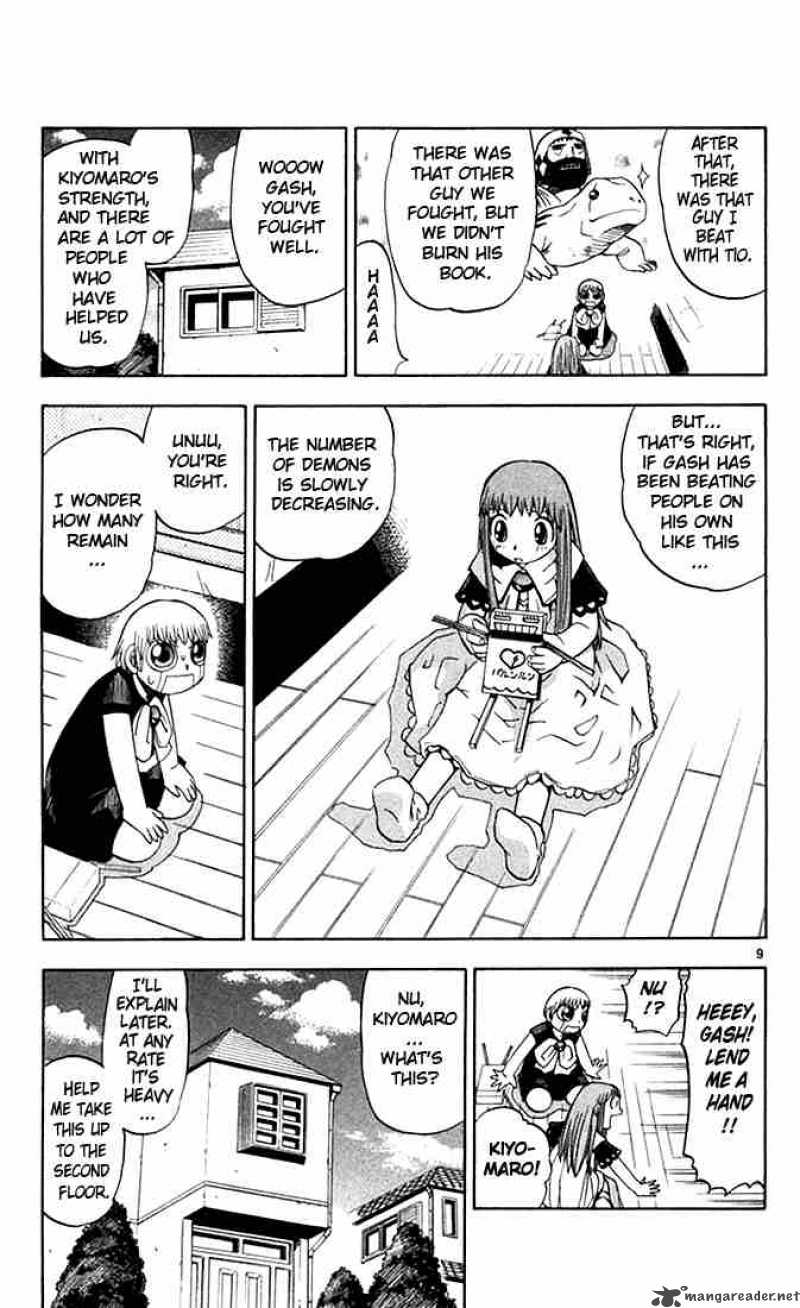 AFTER
THAT,
THERE
WAS THAT
GUY I
BEAT
WITH TIO.
THERE WAS
THAT OTHER
GUY WE
FOUGHT, BUT
WE DIDN'T
BURN HIS
BOOK.
HAAAA
WOOOW
GASH,
YOU'VE
FOUGHT
WELL.
WITH
KIYOMARO'S
STRENGTH,
AND THERE
ARE A LOT OF
PEOPLE
WHO
HAVE
HELPED
US.
BUT...
THAT'S RIGHT,
IF GASH HAS
BEEN BEATING
PEOPLE ON
HIS OWN
LIKE THIS
...
THE NUMBER
OF DEMONS
IS SLOWLY
DECREASING.
バルカン
UNUU,
YOU'RE
RIGHT.
I WONDER
HOW MANY
REMAIN
...
9
HEEEY,
GASH!
LEND
ME A
HAND
!!
NU
!?
KIYO-
MARO!
NU,
KIYOMARO
...
WHAT'S
THIS?
I'LL
EXPLAIN
LATER.
AT ANY
RATE
IT'S
HEAVY
...
HELP
ME TAKE
THIS UP
TO THE
SECOND
FLOOR.
mangareader.net